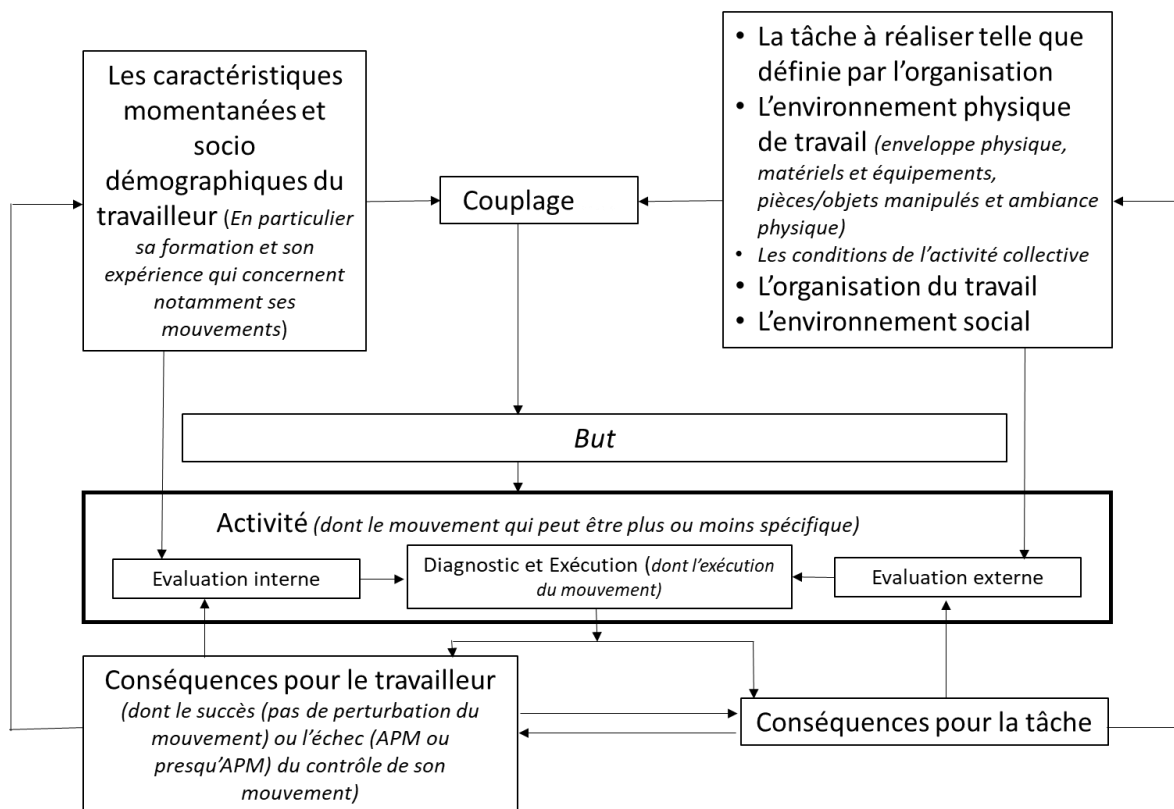 Les caractéristiques
momentanées et
socio
démographiques du
travailleur (En particulier
sa formation et son
expérience qui concernent
notamment ses
mouvements)
Couplage
• La tâche à réaliser telle que
définie par l’organisation
• L’environnement physique
de travail (enveloppe physique,
matériels et équipements,
pièces/objets manipulés et ambiance
physique)
• Les conditions de l’activité collective
• L’organisation du travail
• L’environnement social
But
Activité (dont le mouvement qui peut être plus ou moins spécifique)
Evaluation interne
Diagnostic et Exécution (dont l’exécution
du mouvement)
Evaluation externe
Conséquences pour le travailleur
(dont le succès (pas de perturbation du
mouvement) ou l’échec (APM ou
presqu’APM) du contrôle de son
mouvement)
Conséquences pour la tâche